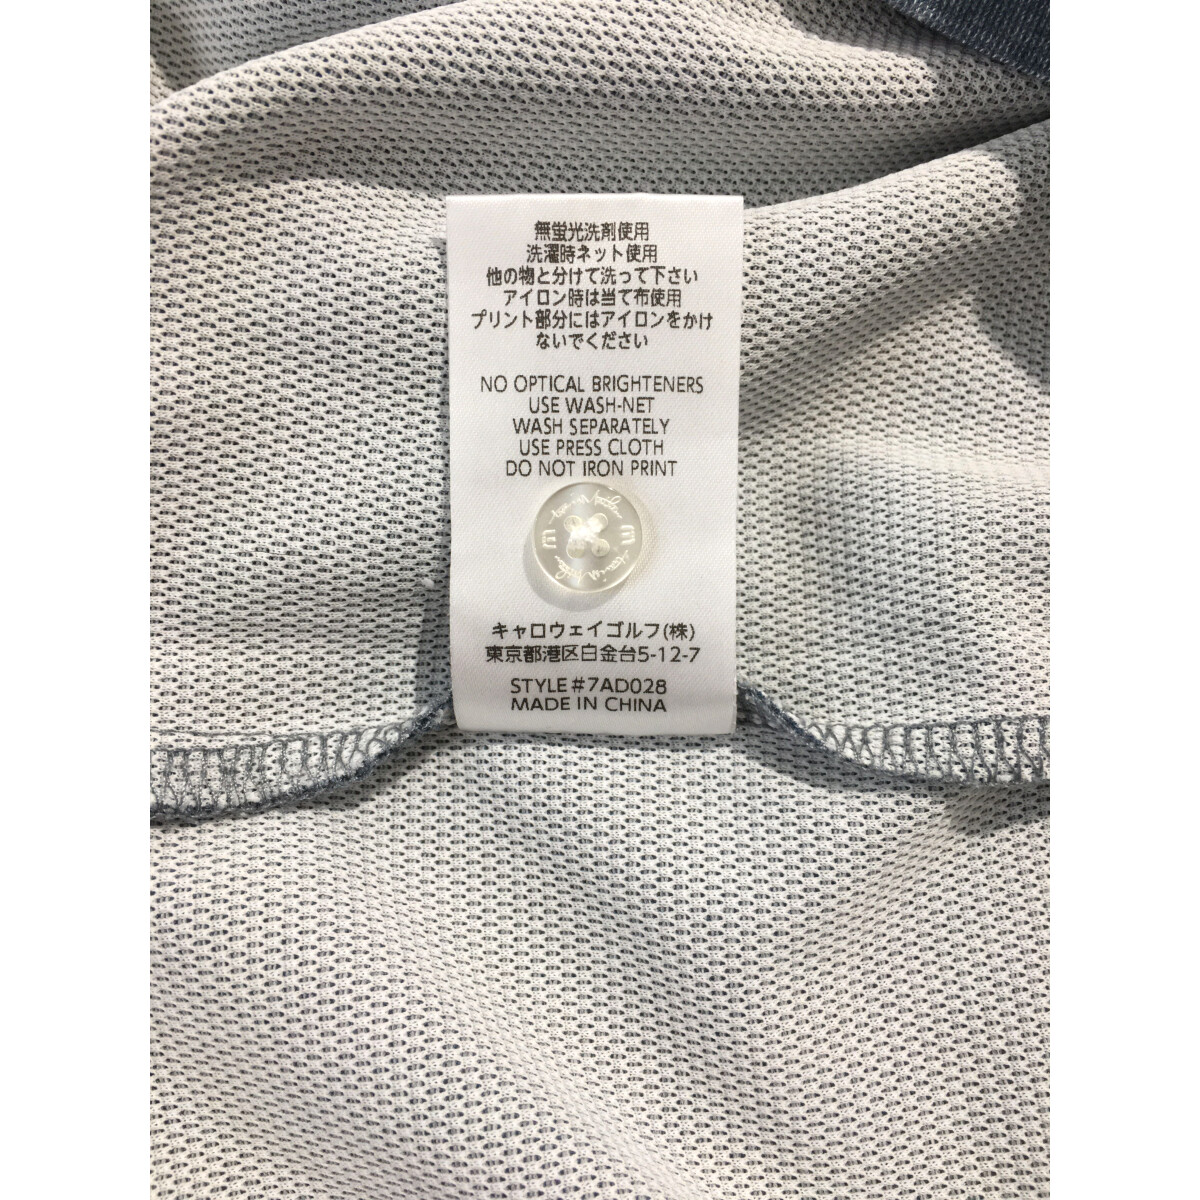 無蛍光洗剤使用
洗濯時ネット使用
他の物と分けて洗って下さい
アイロン時は当て布使用
プリント部分にはアイロンをかけ
ないでください
NO OPTICAL BRIGHTENERS
USE WASH-NET
WASH SEPARATELY
USE PRESS CLOTH
DO NOT IRON PRINT
キャロウェイゴルフ(株)
東京都港区白金台5-12-7
STYLE#7AD028
MADE IN CHINA